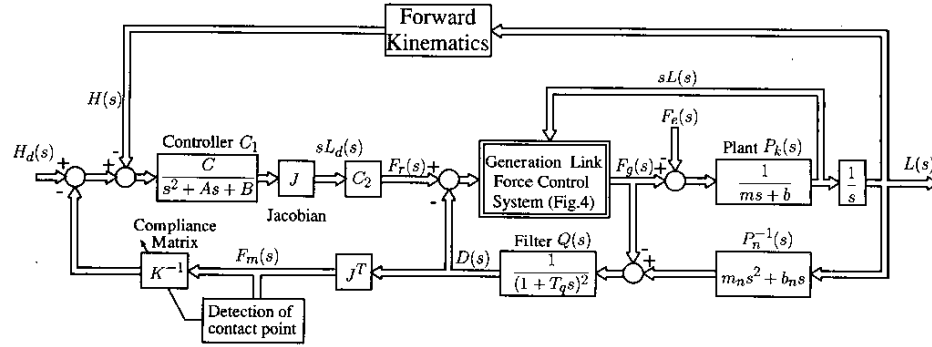 Forward
Kinematics
H(s)
sL(s)
F_e(s)
H_d(s)
+
-
-
+
Controller C_1
C
s^2 + As + B
J
Jacobian
sL_d(s)
C_2
F_r(s)
+
-
Generation Link
Force Control
System (Fig.4)
F_g(s)
+
-
Plant P_k(s)
1
ms + b
1
s
L(s)
Compliance
Matrix
K^{-1}
F_m(s)
J^T
D(s)
Filter Q(s)
1
(1 + T_q s)^2
-
+
P_n^{-1}(s)
m_n s^2 + b_n s
Detection of
contact point